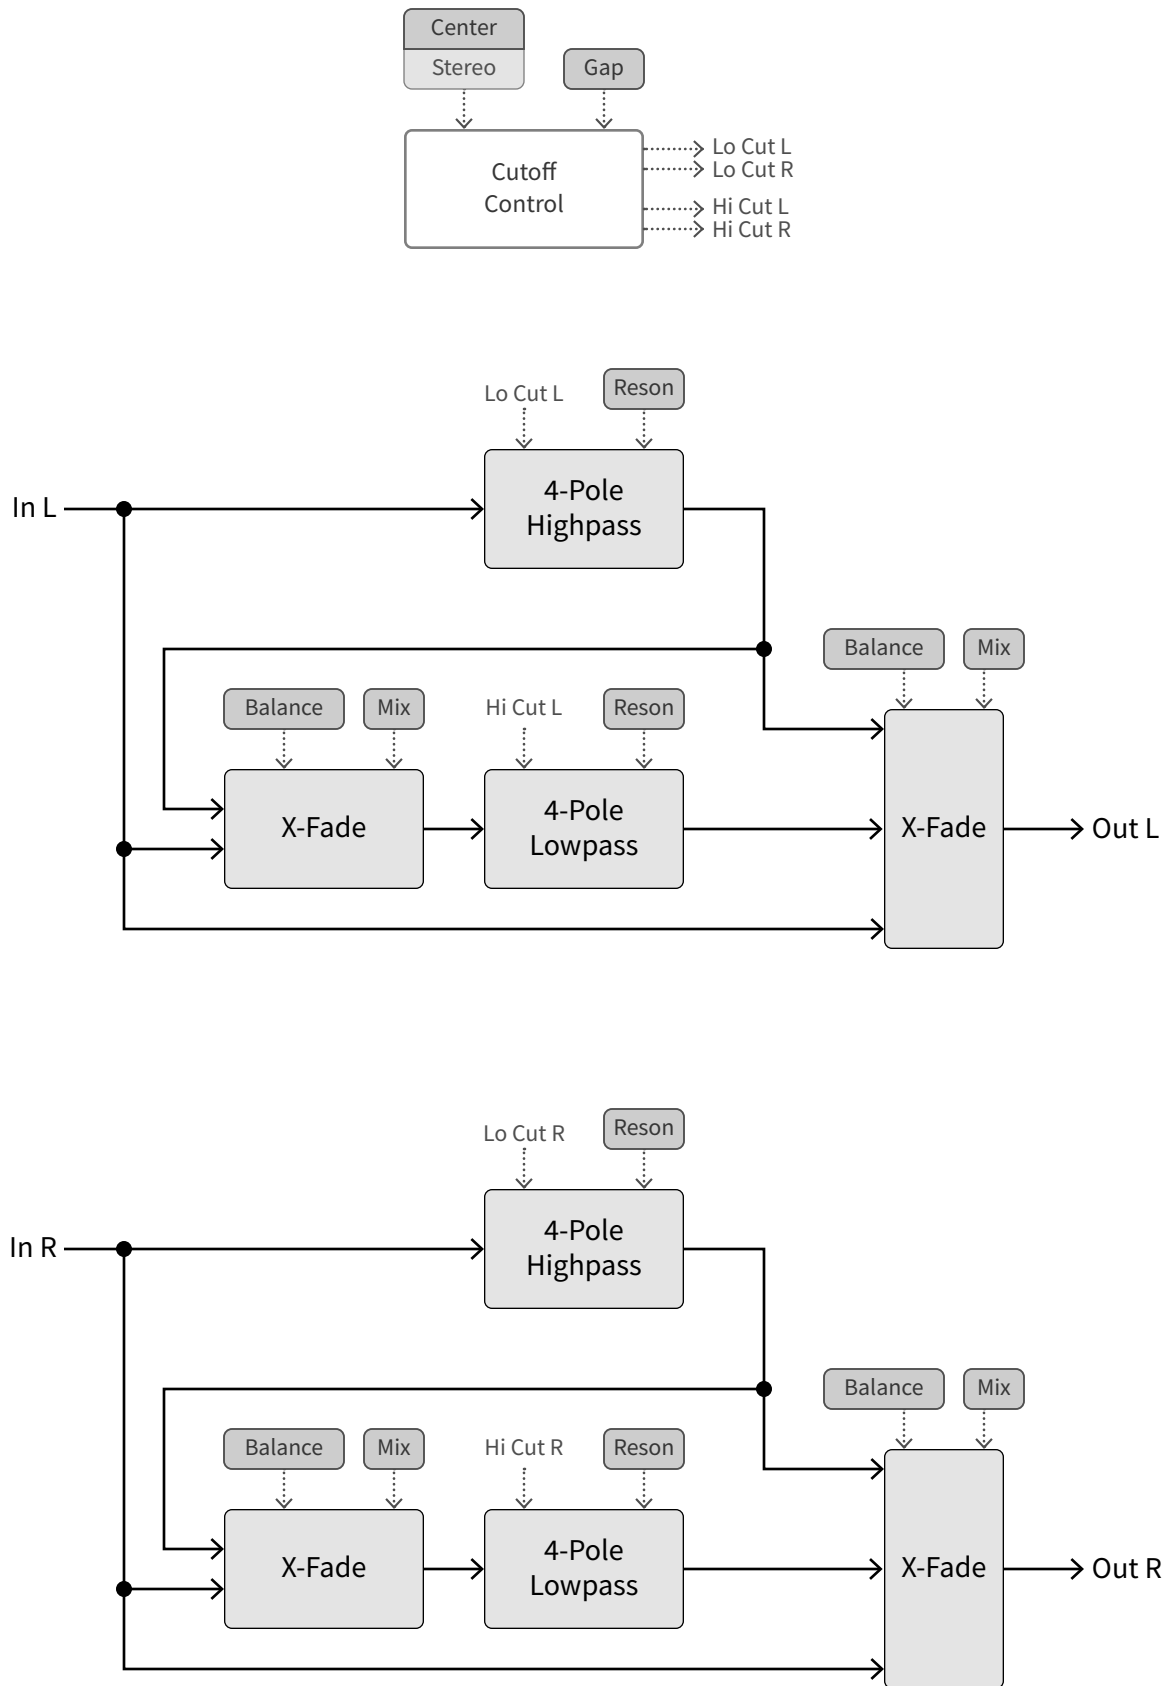 Center
Stereo
Gap
Cutoff
Control
Lo Cut L
Lo Cut R
Hi Cut L
Hi Cut R
Lo Cut L
Reson
In L
4-Pole
Highpass
Balance
Mix
Balance
Mix
Hi Cut L
Reson
X-Fade
4-Pole
Lowpass
X-Fade
Out L
Lo Cut R
Reson
In R
4-Pole
Highpass
Balance
Mix
Balance
Mix
Hi Cut R
Reson
X-Fade
4-Pole
Lowpass
X-Fade
Out R